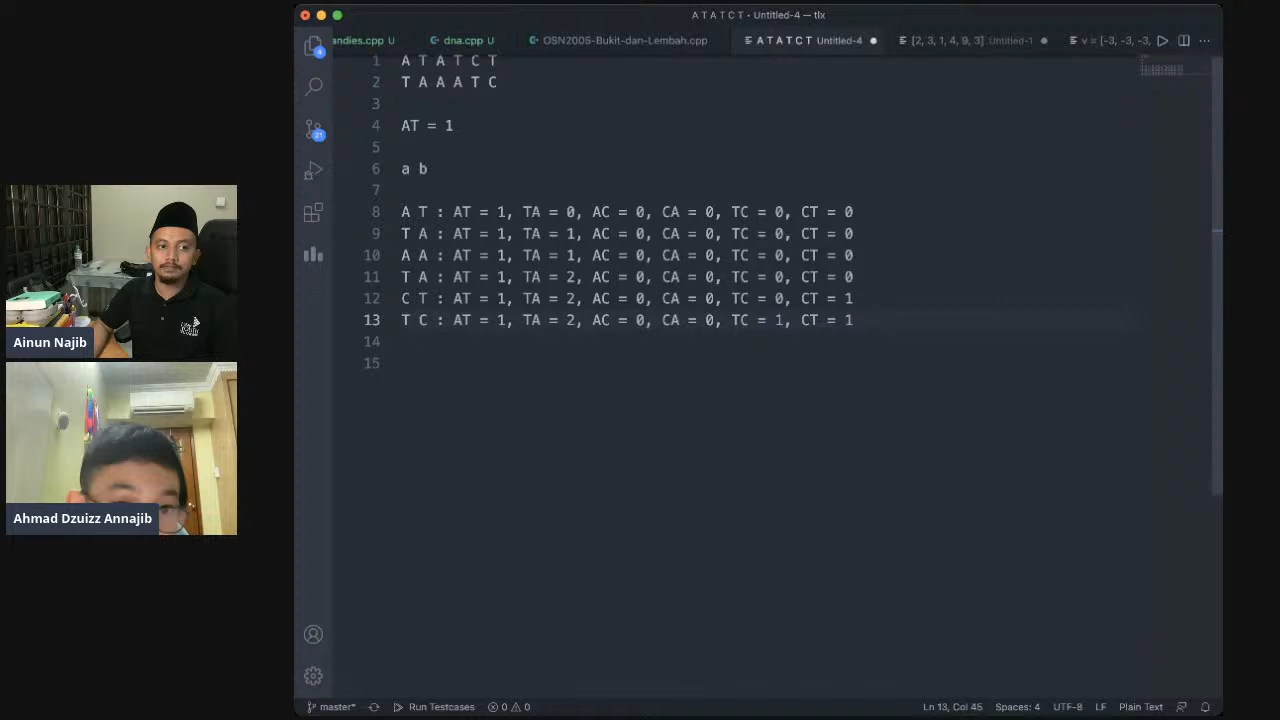 A T A T C T • Untitled-4 — tlx
andies.cpp U
dna.cpp U
OSN2005-Bukit-dan-Lembah.cpp
A T A T C T Untitled-4
[2, 3, 1, 4, 9, 3] Untitled-1
v = [-3, -3, -3,
4
21
1 A T A T C T
2 T A A A T C
3
4 AT = 1
5
6 a b
7
8 A T : AT = 1, TA = 0, AC = 0, CA = 0, TC = 0, CT = 0
9 T A : AT = 1, TA = 1, AC = 0, CA = 0, TC = 0, CT = 0
10 A A : AT = 1, TA = 1, AC = 0, CA = 0, TC = 0, CT = 0
11 T A : AT = 1, TA = 2, AC = 0, CA = 0, TC = 0, CT = 0
12 C T : AT = 1, TA = 2, AC = 0, CA = 0, TC = 0, CT = 1
13 T C : AT = 1, TA = 2, AC = 0, CA = 0, TC = 1, CT = 1
14
15
Ainun Najib
Ahmad Dzuizz Annajib
master*
Run Testcases
0
0
Ln 13, Col 45
Spaces: 4
UTF-8
LF
Plain Text